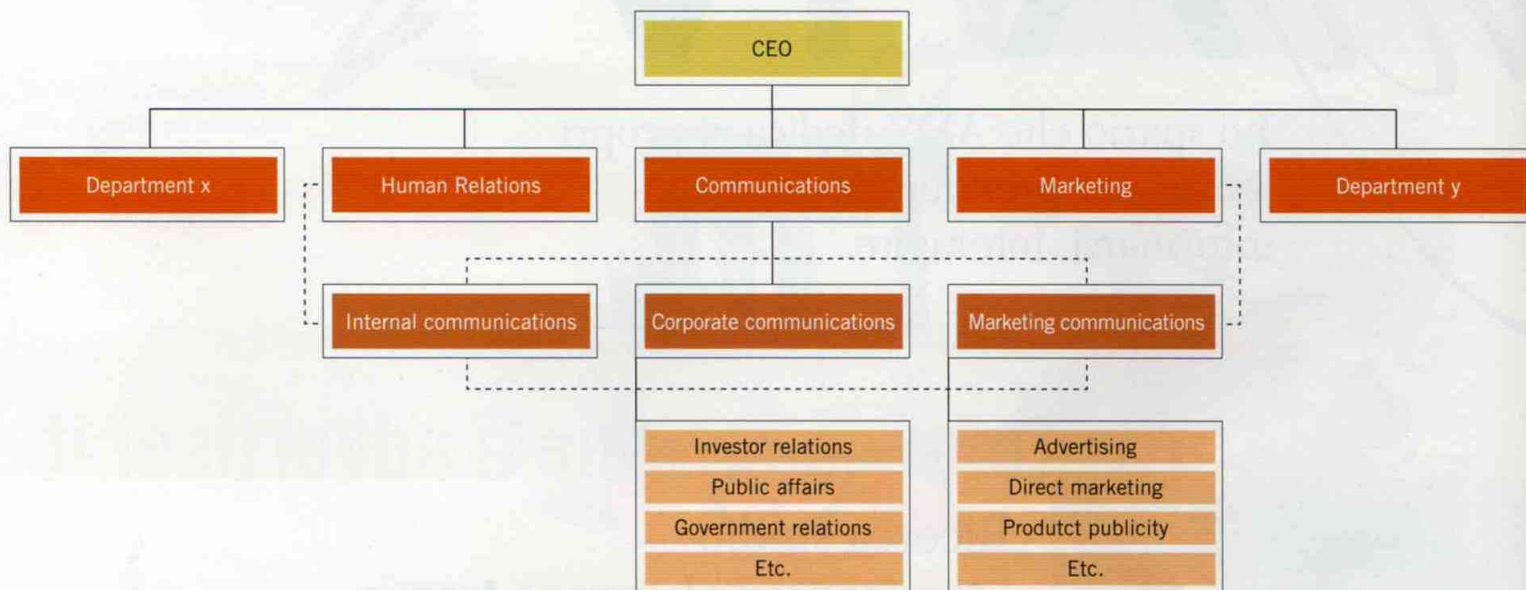 CEO
Department x
Human Relations
Communications
Marketing
Department y
Internal communications
Corporate communications
Marketing communications
Investor relations
Public affairs
Government relations
Etc.
Advertising
Direct marketing
Produtct publicity
Etc.